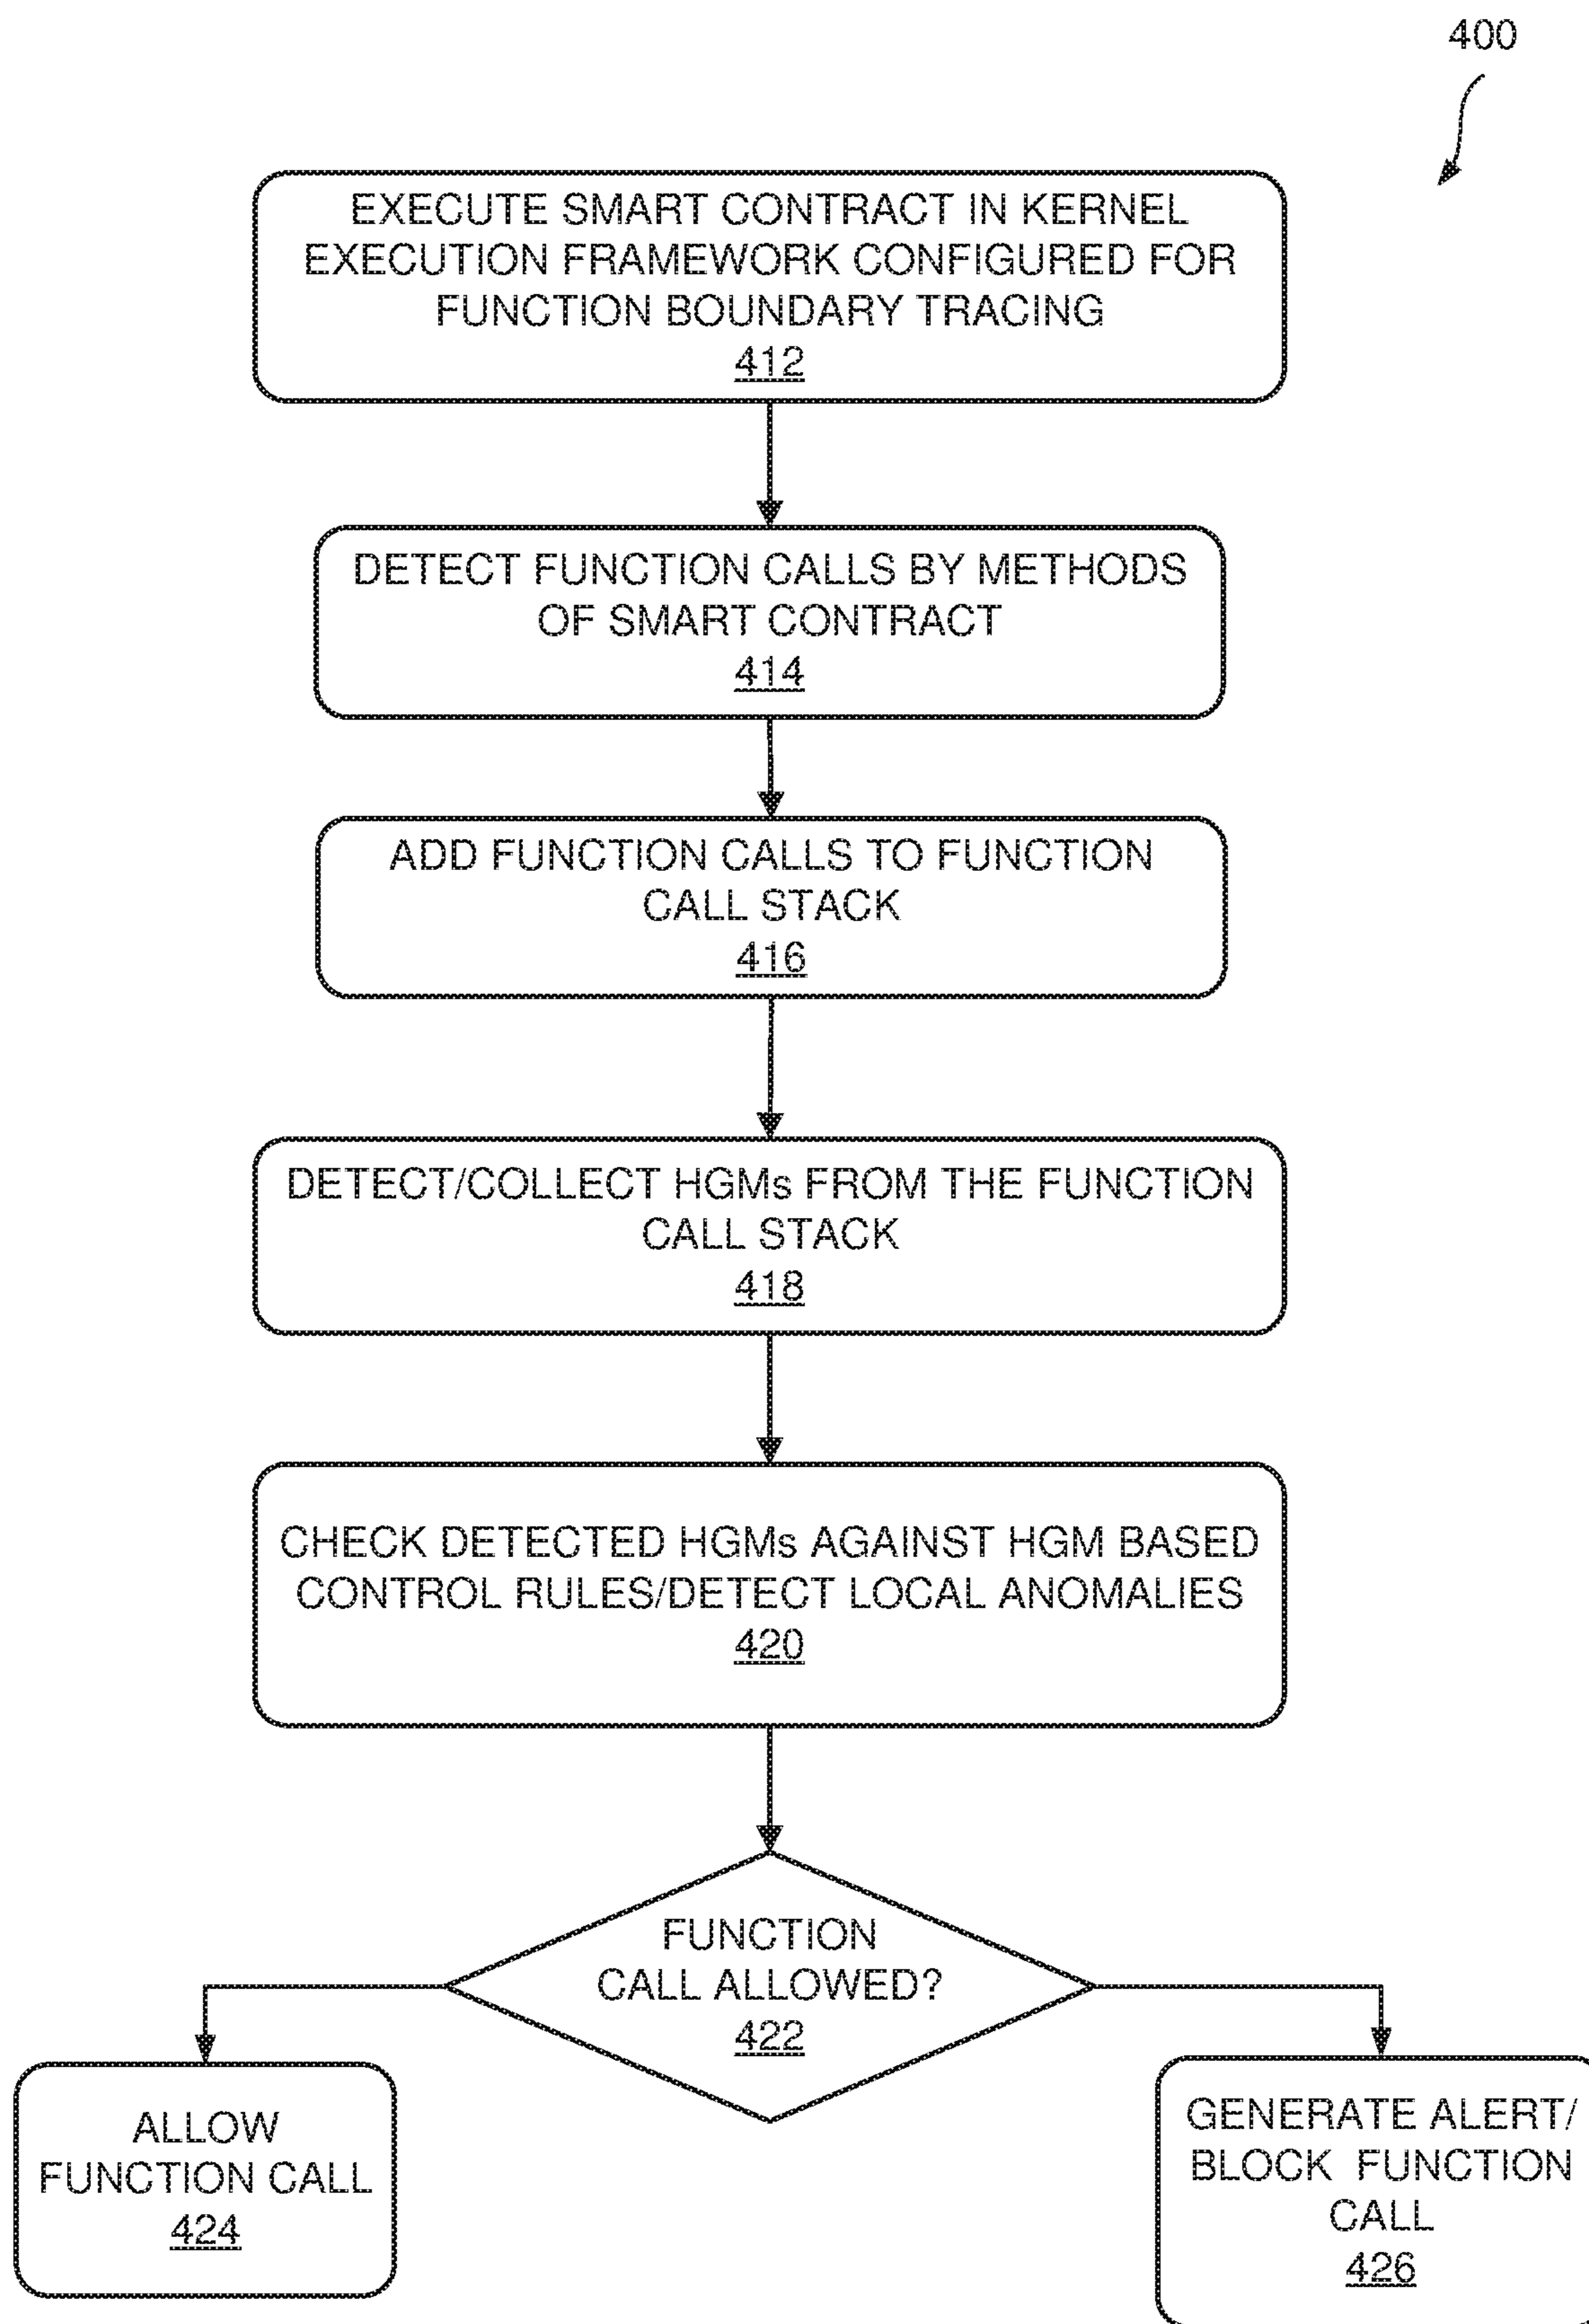 400
EXECUTE SMART CONTRACT IN KERNEL
EXECUTION FRAMEWORK CONFIGURED FOR
FUNCTION BOUNDARY TRACING
412
DETECT FUNCTION CALLS BY METHODS
OF SMART CONTRACT
414
ADD FUNCTION CALLS TO FUNCTION
CALL STACK
416
DETECT/COLLECT HGMs FROM THE FUNCTION
CALL STACK
418
CHECK DETECTED HGMs AGAINST HGM BASED
CONTROL RULES/DETECT LOCAL ANOMALIES
420
FUNCTION
CALL ALLOWED?
422
ALLOW
FUNCTION CALL
424
GENERATE ALERT/
BLOCK FUNCTION
CALL
426